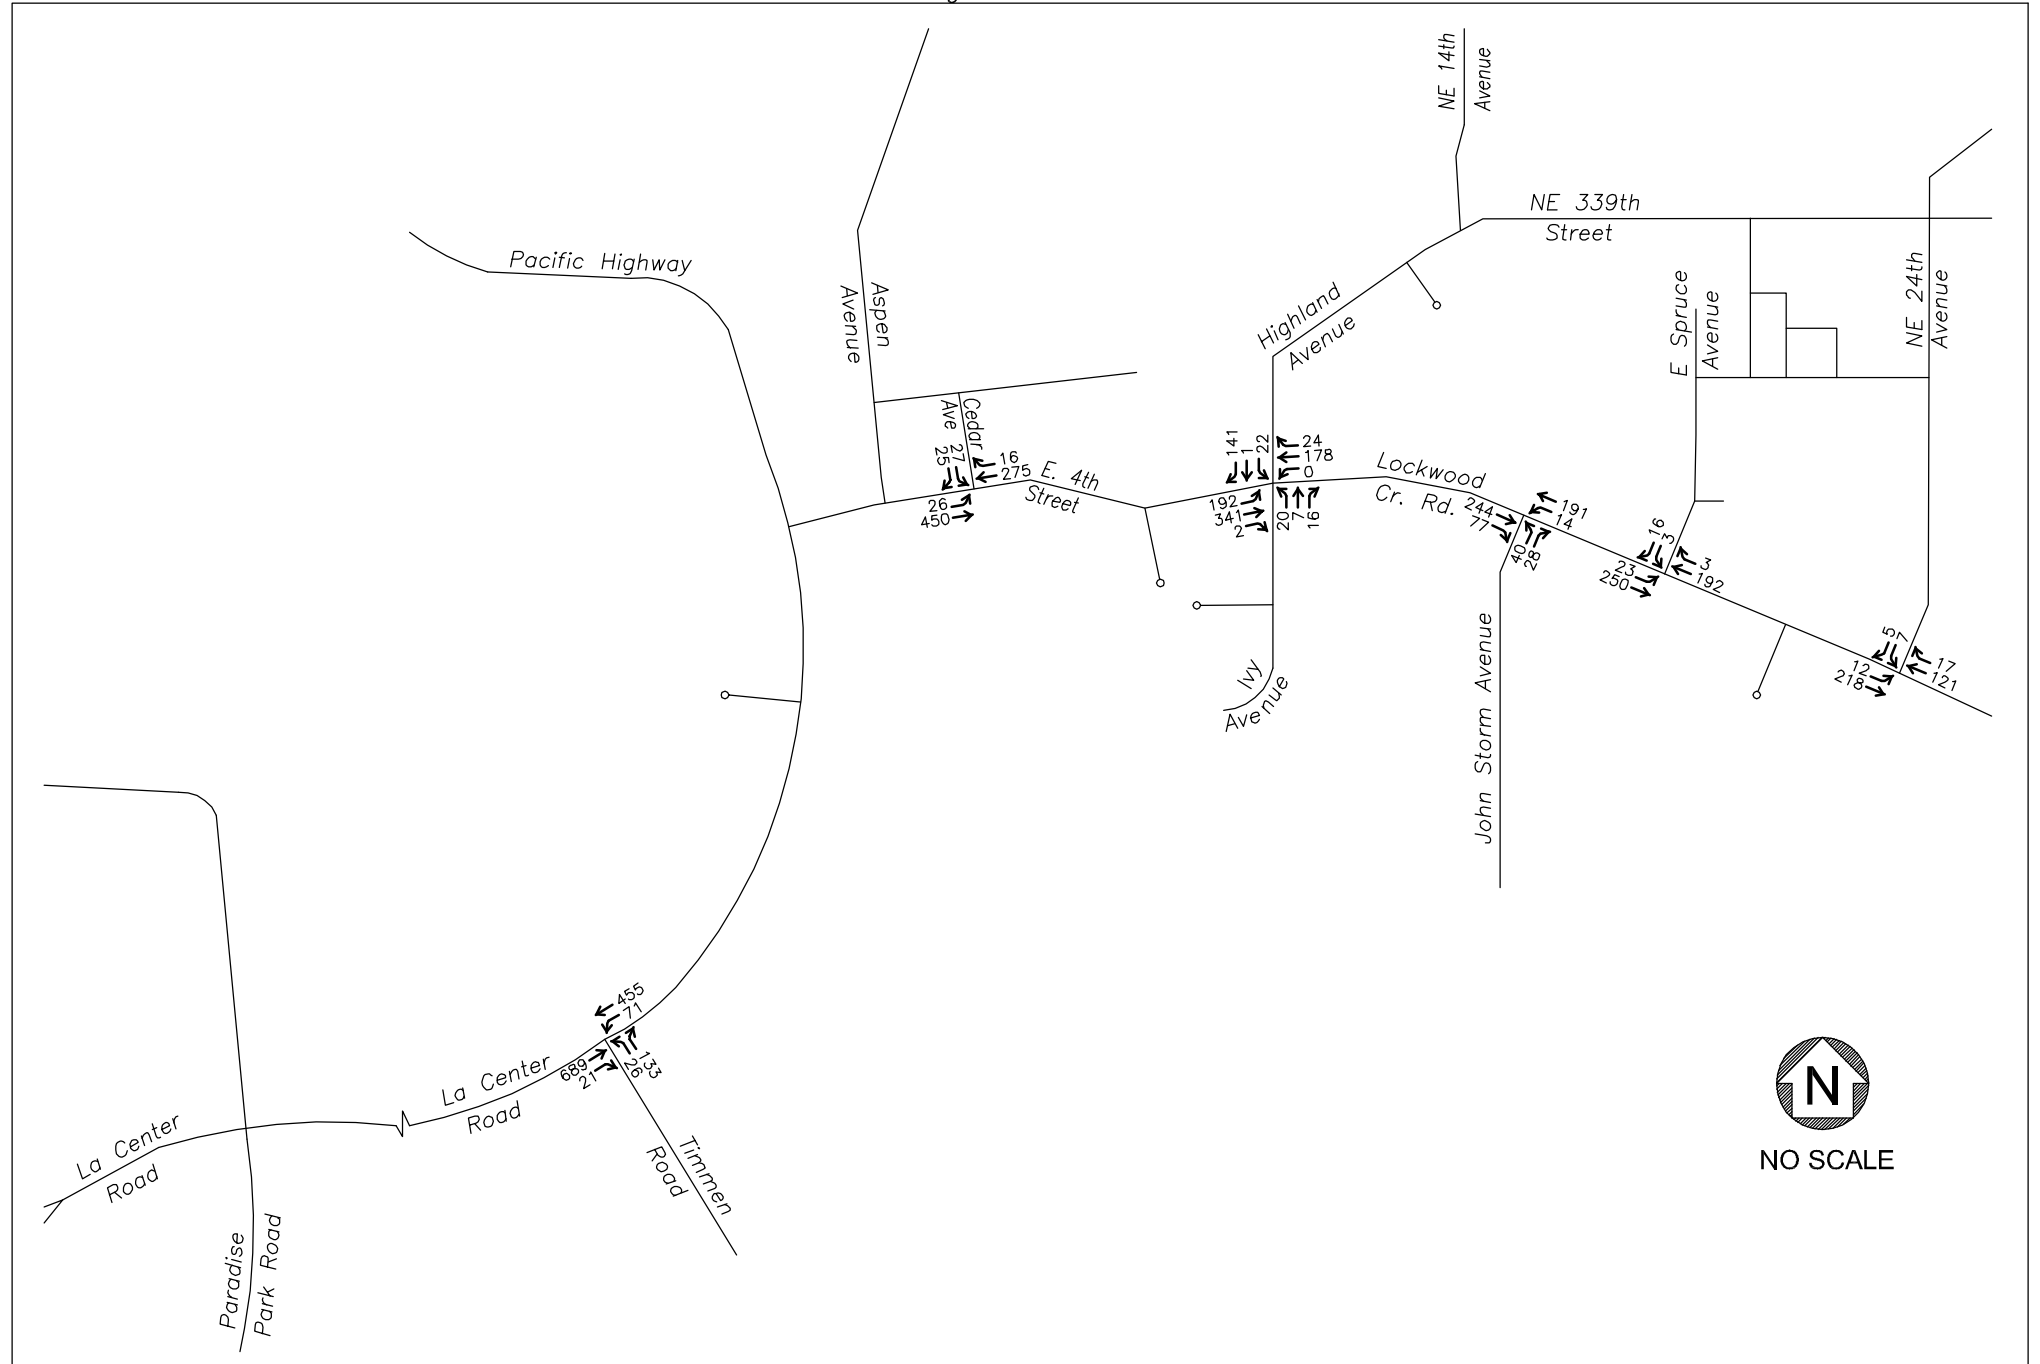 NE 14th
Avenue
NE 339th
Street
Pacific Highway
Aspen
Avenue
Highland
Avenue
E Spruce
Avenue
NE 24th
Avenue
Cedar
Ave
27
25
16
275
26
450
E. 4th
Street
141
1
22
24
178
0
192
341
2
20
7
16
Lockwood
Cr. Rd.
191
14
244
77
40
28
16
3
3
192
23
250
5
7
17
121
12
218
Ivy
Avenue
John Storm Avenue
455
71
689
21
133
26
La Center
Road
La Center
Road
Timmen
Road
Paradise
Park Road
N
NO SCALE